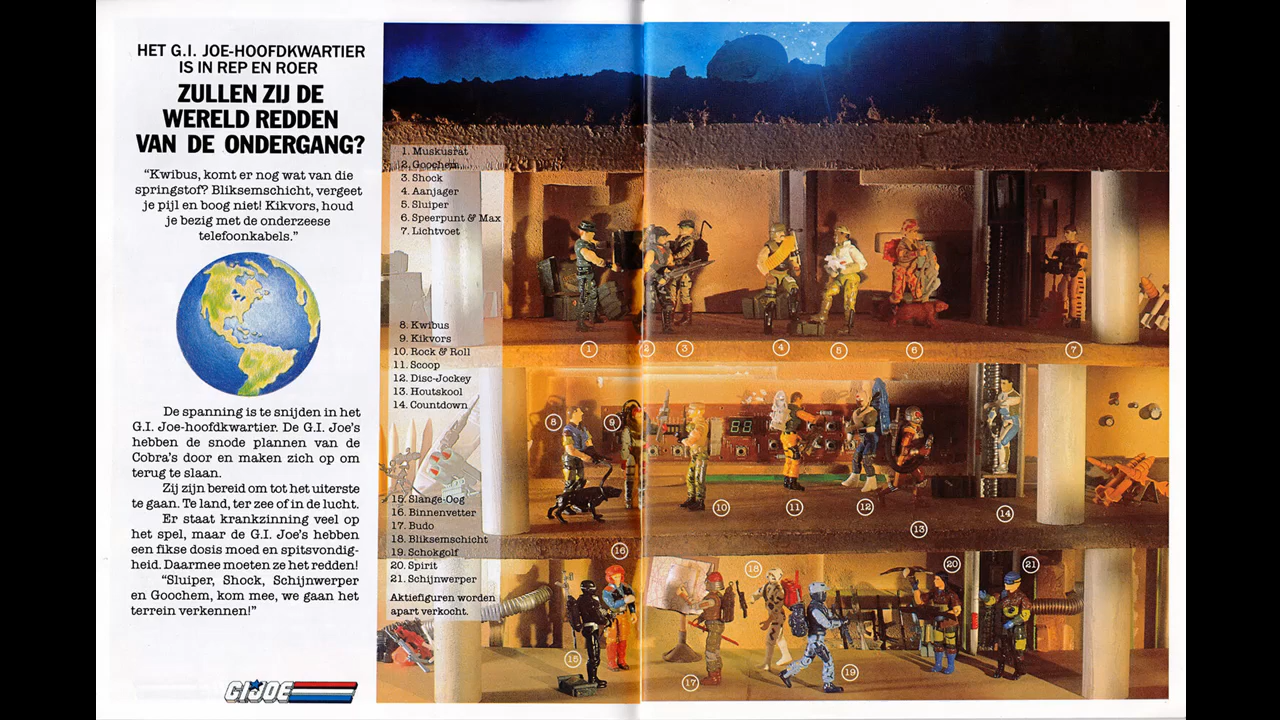 HET G.I. JOE-HOOFDKWARTIER
IS IN REP EN ROER
ZULLEN ZIJ DE
WERELD REDDEN
VAN DE ONDERGANG?
“Kwibus, komt er nog wat van die
springstof? Bliksemschicht, vergeet
je pijl en boog niet! Kikvors, houd
je bezig met de onderzeese
telefoonkabels.”
De spanning is te snijden in het
G.I. Joe-hoofdkwartier. De G.I. Joe's
hebben de snode plannen van de
Cobra's door en maken zich op om
terug te slaan.
Zij zijn bereid om tot het uiterste
te gaan. Te land, ter zee of in de lucht.
Er staat krankzinning veel op
het spel, maar de G.I. Joe's hebben
een fikse dosis moed en spitsvondig-
heid. Daarmee moeten ze het redden!
“Sluiper, Shock, Schijnwerper
en Goochem, kom mee, we gaan het
terrein verkennen!”
G.I. JOE
1. Muskusrat
2. Goochem
3. Shock
4. Aanjager
5. Sluiper
6. Speerpunt & Max
7. Lichtvoet
8. Kwibus
9. Kikvors
10. Rock & Roll
11. Scoop
12. Disc-Jockey
13. Houtskool
14. Countdown
15. Slange-Oog
16. Binnenvetter
17. Budo
18. Bliksemschicht
19. Schokgolf
20. Spirit
21. Schijnwerper
Aktiefiguren worden
apart verkocht.
1 2 3 4 5 6 7
8 9
88
10 11 12 13 14
16 18 20 21
15 17 19